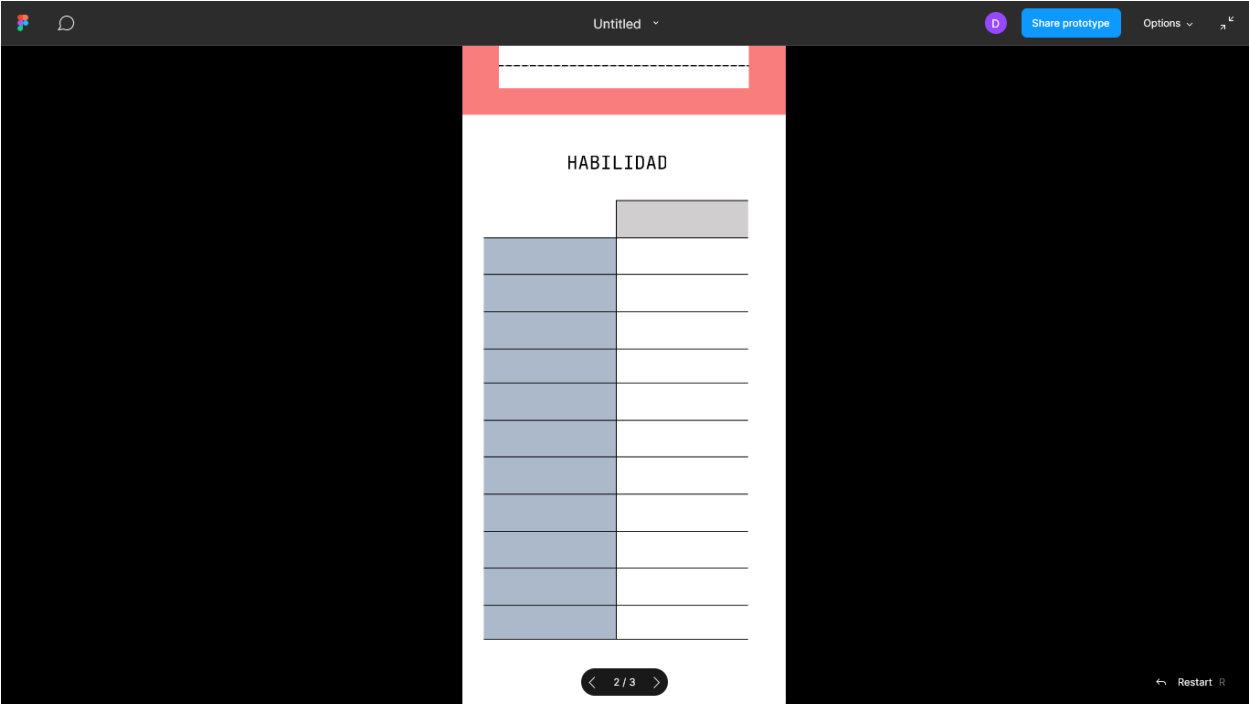 Untitled
D
Share prototype
Options
HABILIDAD
2 / 3
Restart R